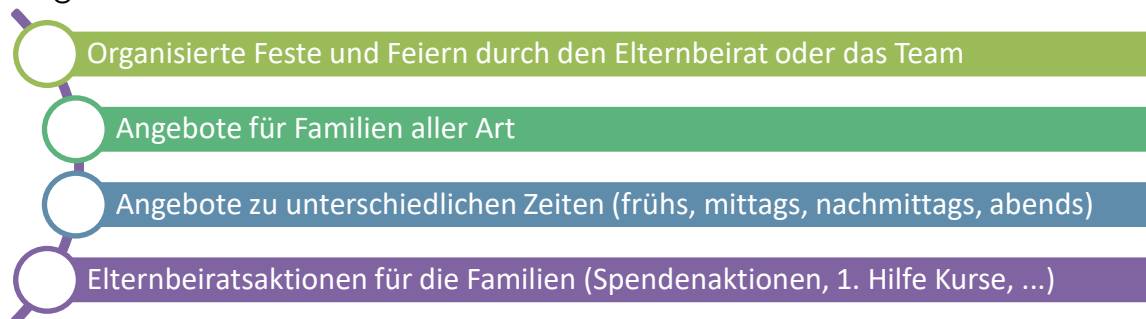 Organisierte Feste und Feiern durch den Elternbeirat oder das Team
Angebote für Familien aller Art
Angebote zu unterschiedlichen Zeiten (frühs, mittags, nachmittags, abends)
Elternbeiratsaktionen für die Familien (Spendenaktionen, 1. Hilfe Kurse, ...)